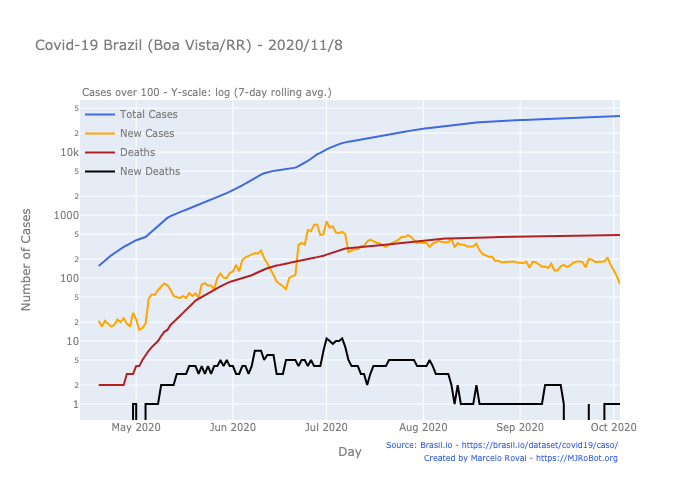 Covid-19 Brazil (Boa Vista/RR) - 2020/11/8
Cases over 100 - Y-scale: log (7-day rolling avg.)
Total Cases
New Cases
Deaths
New Deaths
5
2
10k
5
2
1000
5
2
100
5
2
10
5
2
1
Number of Cases
May 2020
Jun 2020
Jul 2020
Aug 2020
Sep 2020
Oct 2020
Day
Source: Brasil.io - https://brasil.io/dataset/covid19/caso/
Created by Marcelo Rovai - https://MJRoBot.org